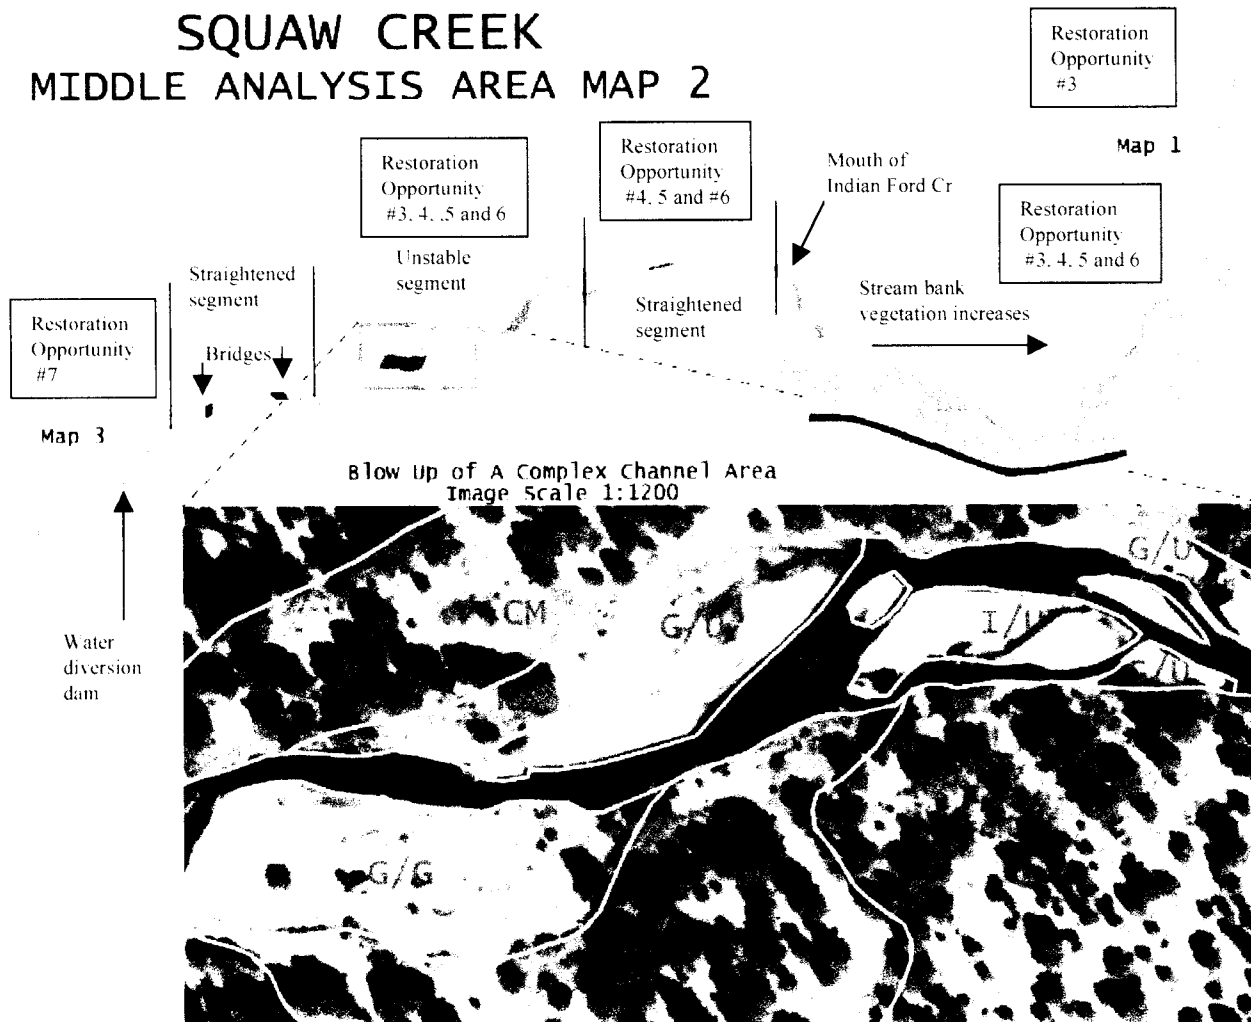 SQUAW CREEK
MIDDLE ANALYSIS AREA MAP 2
Restoration
Opportunity
#3
Map 1
Restoration
Opportunity
#3, 4, .5 and 6
Restoration
Opportunity
#4, 5 and #6
Mouth of
Indian Ford Cr
Restoration
Opportunity
#3, 4, 5 and 6
Unstable
segment
Straightened
segment
Straightened
segment
Stream bank
vegetation increases
Restoration
Opportunity
#7
Bridges
Map 3
Blow Up of A Complex Channel Area
Image Scale 1:1200
Water
diversion
dam
G/U
CM
G/U
I/U
G/G